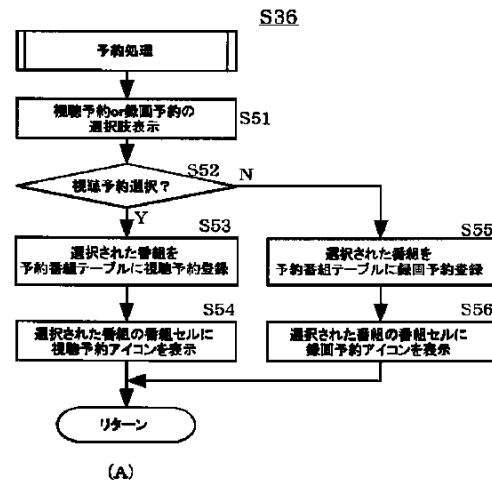 S36
予約処理
視聴予約or録画予約の
選択肢表示
S51
S52
視聴予約選択？
N
Y
S53
選択された番組を
予約番組テーブルに視聴予約登録
S55
選択された番組を
予約番組テーブルに録画予約登録
S54
選択された番組の番組セルに
視聴予約アイコンを表示
S56
選択された番組の番組セルに
録画予約アイコンを表示
リターン
(A)